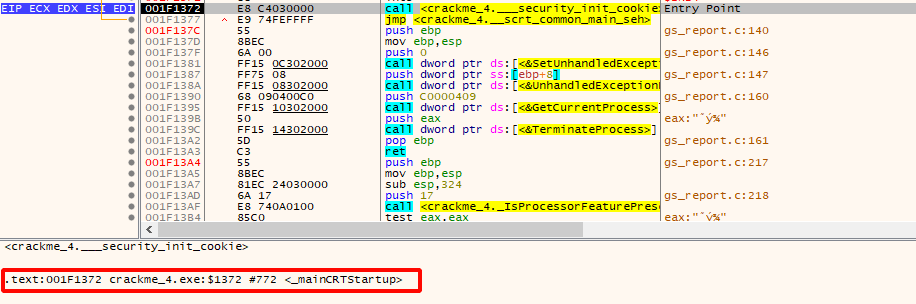 EIP ECX EDX ESI EDI
001F1372 E8 C4030000 call <crackme_4.___security_init_cookie> Entry Point
001F1377 ^ E9 74FEFFFF jmp <crackme_4.__scrt_common_main_seh>
001F137C 55 push ebp gs_report.c:140
001F137D 8BEC mov ebp,esp
001F137F 6A 00 push 0 gs_report.c:146
001F1381 FF15 0C302000 call dword ptr ds:[<&SetUnhandledExcepti
001F1387 FF75 08 push dword ptr ss:[ebp+8] gs_report.c:147
001F138A FF15 08302000 call dword ptr ds:[<&UnhandledException
001F1390 68 090400C0 push C0000409 gs_report.c:160
001F1395 FF15 10302000 call dword ptr ds:[<&GetCurrentProcess>]
001F139B 50 push eax eax:"¨ý¾"
001F139C FF15 14302000 call dword ptr ds:[<&TerminateProcess>]
001F13A2 5D pop ebp gs_report.c:161
001F13A3 C3 ret
001F13A4 55 push ebp gs_report.c:217
001F13A5 8BEC mov ebp,esp
001F13A7 81EC 24030000 sub esp,324
001F13AD 6A 17 push 17 gs_report.c:218
001F13AF E8 740A0100 call <crackme_4._IsProcessorFeaturePrese
001F13B4 85C0 test eax,eax eax:"¨ý¾"
<crackme_4.___security_init_cookie>
.text:001F1372 crackme_4.exe:$1372 #772 <_mainCRTStartup>